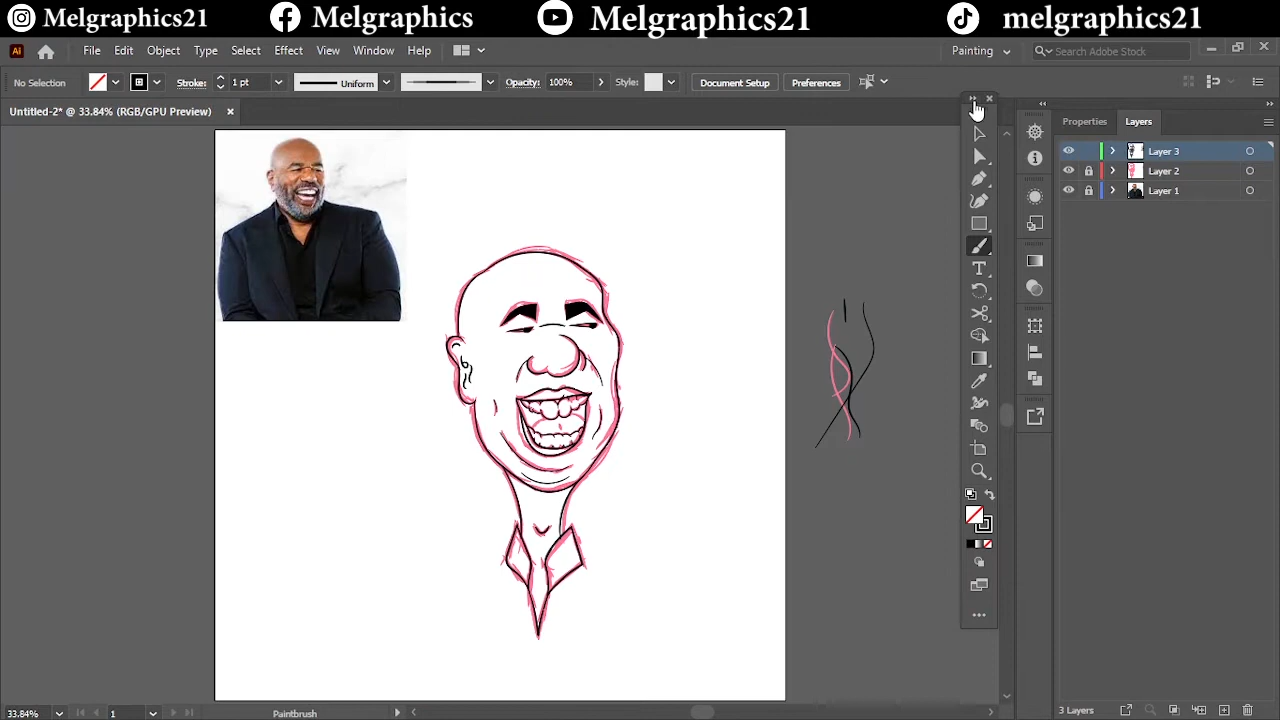 Melgraphics21 Melgraphics Melgraphics21 melgraphics21
Ai File Edit Object Type Select Effect View Window Help Painting Search Adobe Stock
No Selection Stroke: 1 pt Uniform Opacity: 100% Style: Document Setup Preferences
Untitled-2* @ 33.84% (RGB/GPU Preview) Properties Layers
Layer 3
Layer 2
Layer 1
33.84% 1 Paintbrush 3 Layers